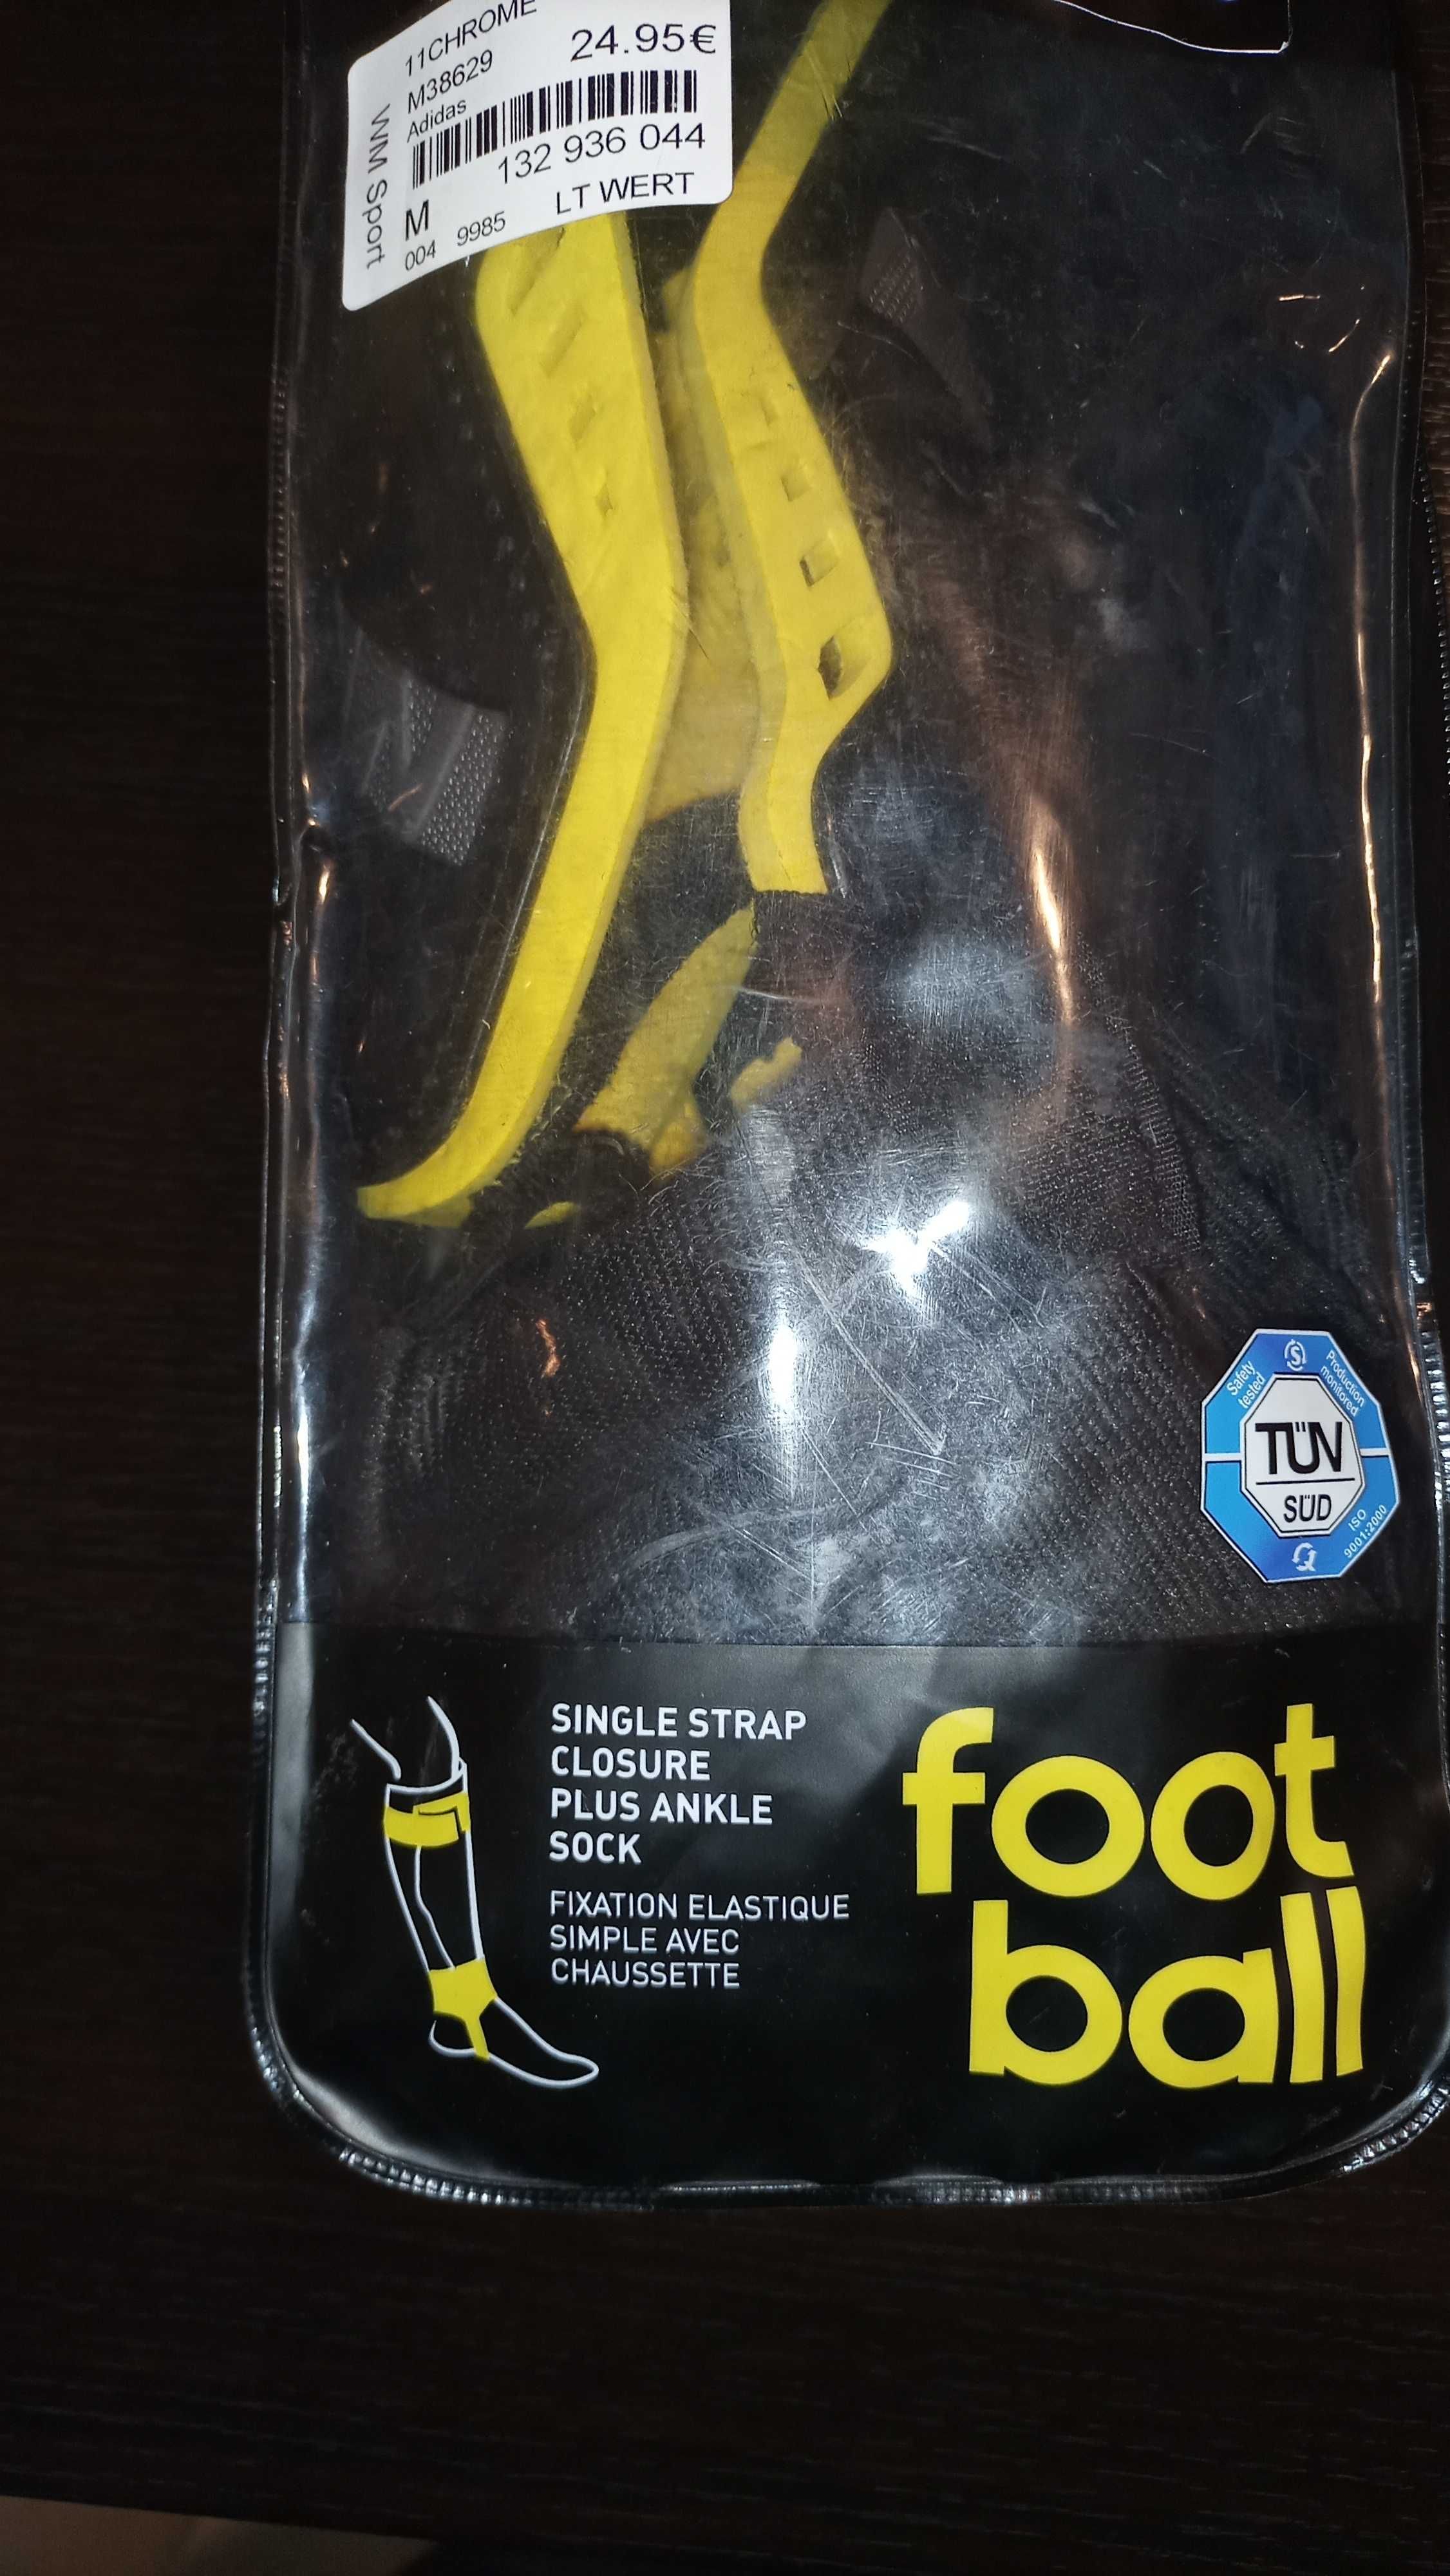 11CHROME
M38629
24.95€
Adidas
132 936 044
M
LT WERT
004 9985
WM Sport
Safety tested
Production monitored
TÜV
SÜD
ISO 9001:2000
SINGLE STRAP
CLOSURE
PLUS ANKLE
SOCK
FIXATION ELASTIQUE
SIMPLE AVEC
CHAUSSETTE
foot
ball